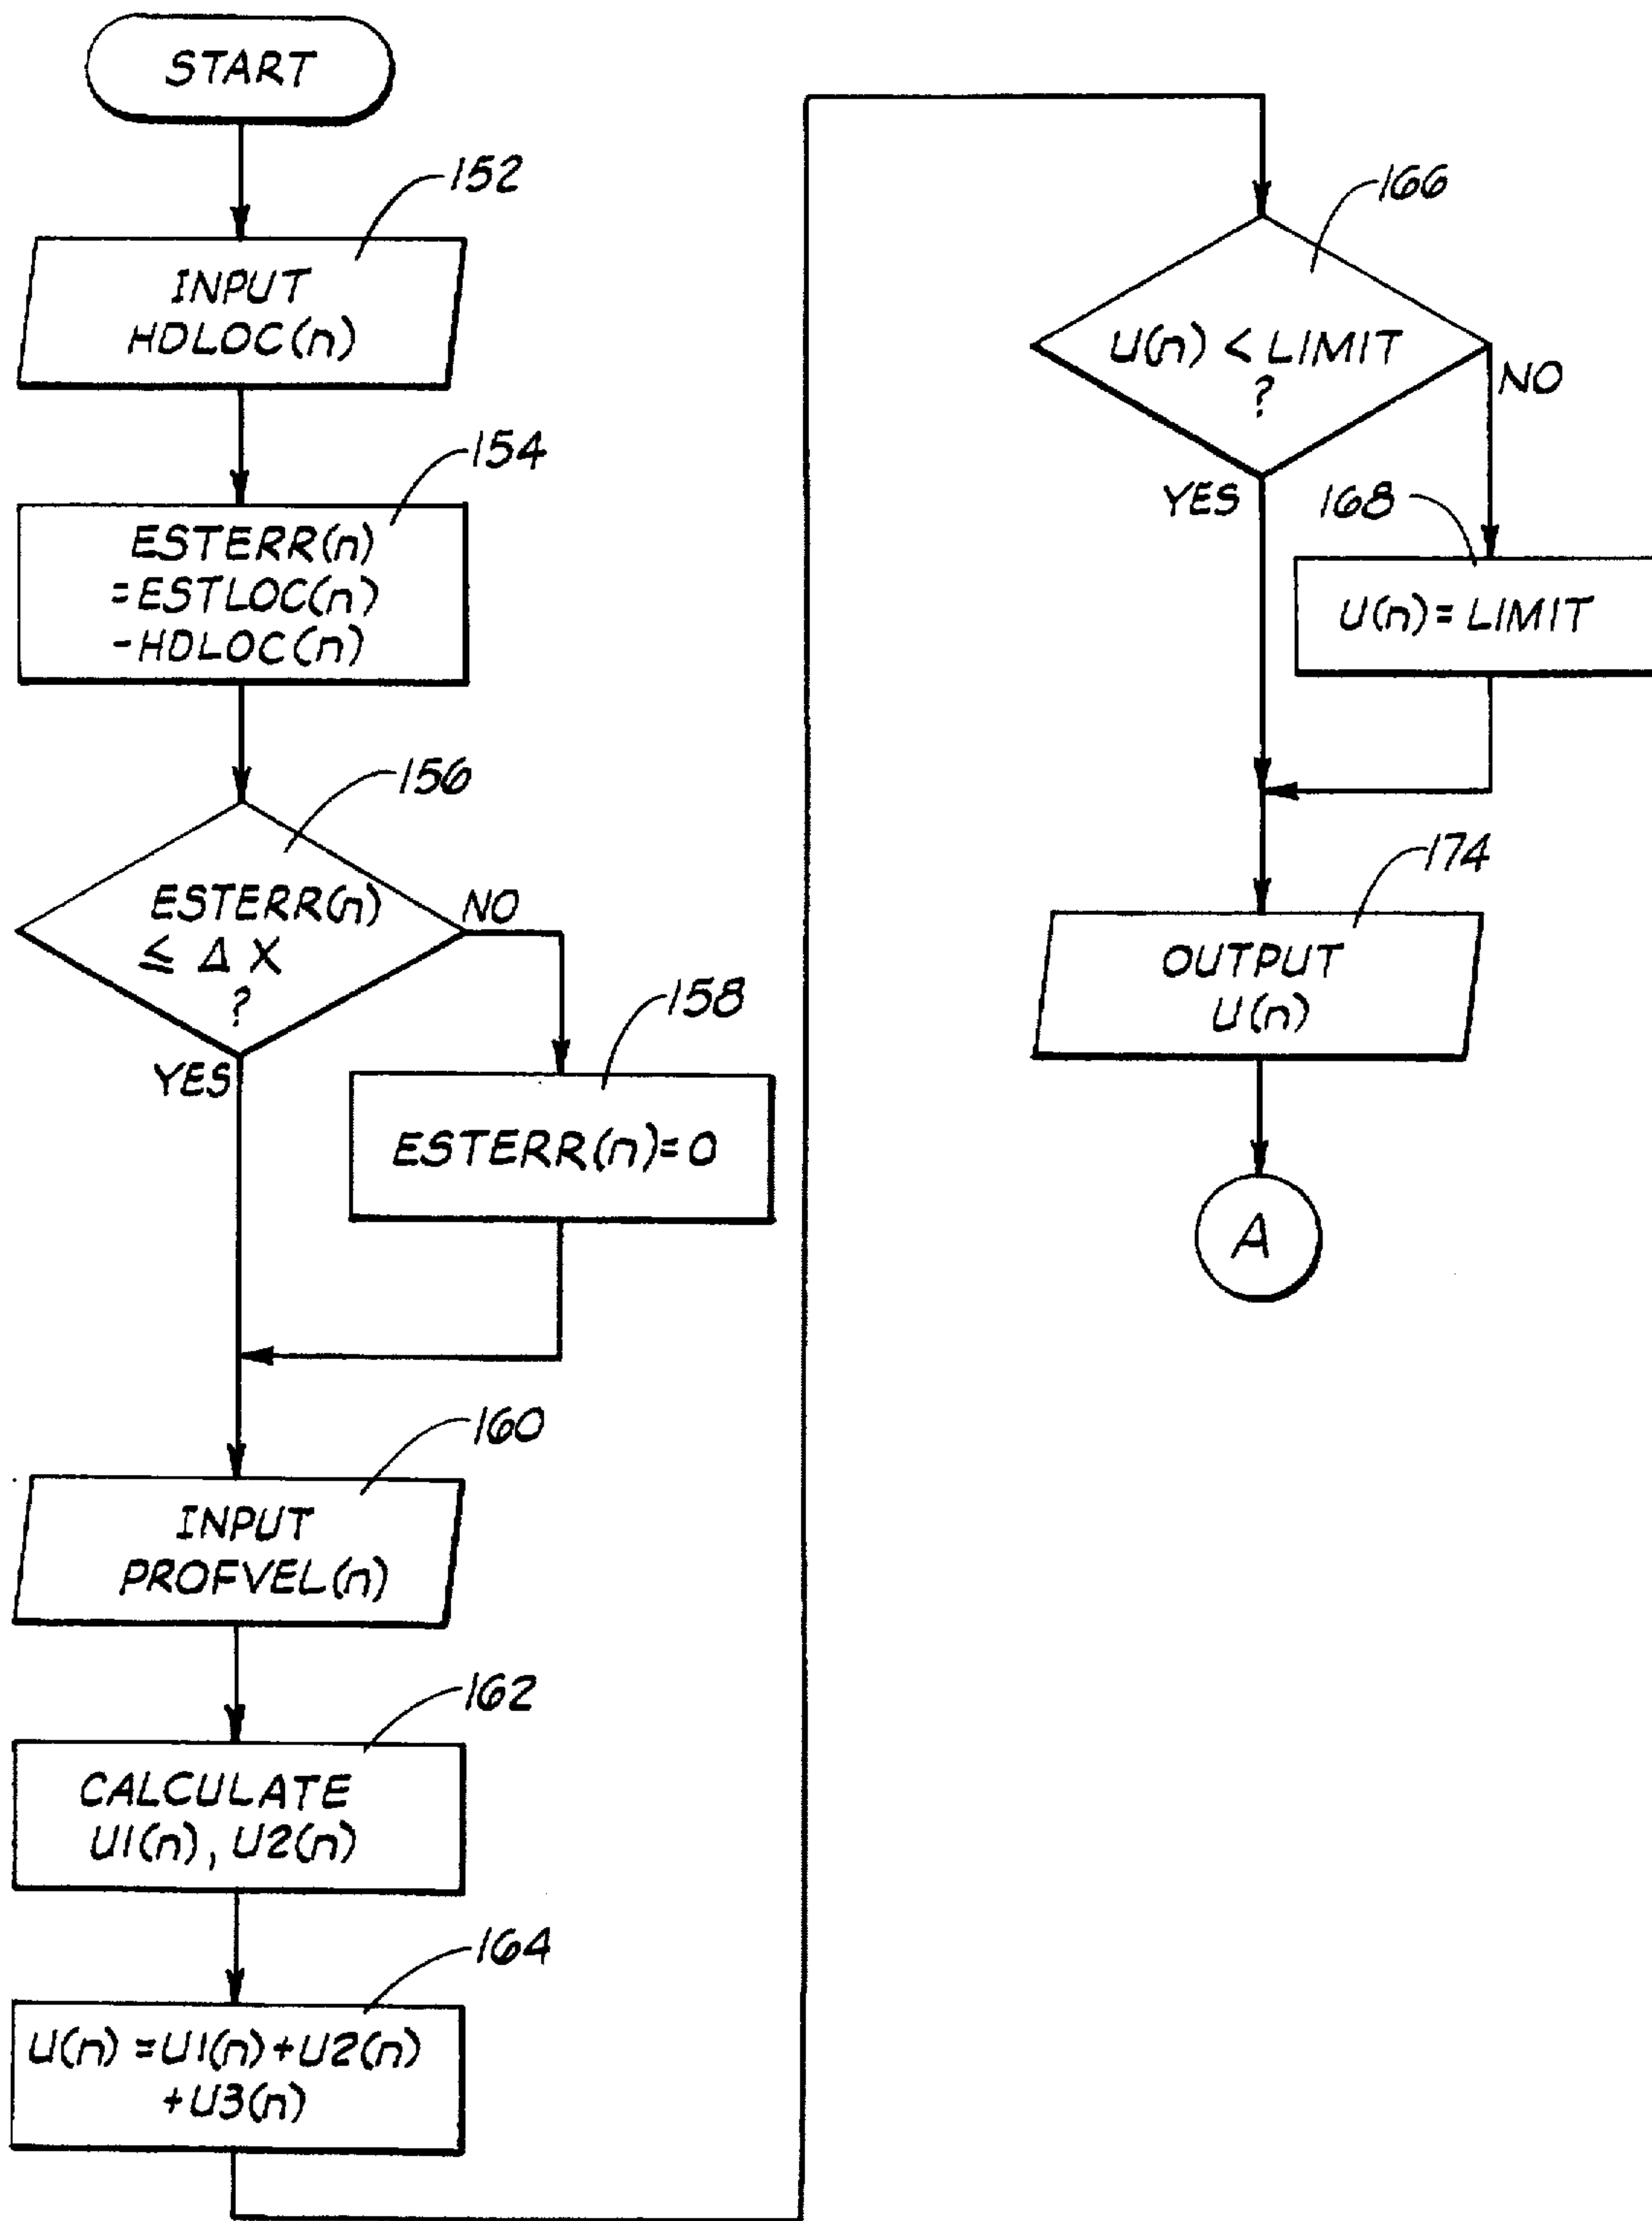 START
152
INPUT
HDLOC(n)
154
ESTERR(n)
=ESTLOC(n)
-HDLOC(n)
156
ESTERR(n)
≤ Δ X
?
NO
YES
158
ESTERR(n)=0
160
INPUT
PROFVEL(n)
162
CALCULATE
U1(n), U2(n)
164
U(n)=U1(n)+U2(n)
+U3(n)
166
U(n) < LIMIT
?
NO
YES
168
U(n)=LIMIT
174
OUTPUT
U(n)
A